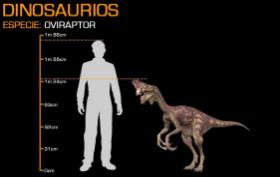 DINOSAURIOS
ESPECIE: OVIRAPTOR
1m 86cm
1m 55cm
1m 24cm
93cm
62cm
31cm
0cm